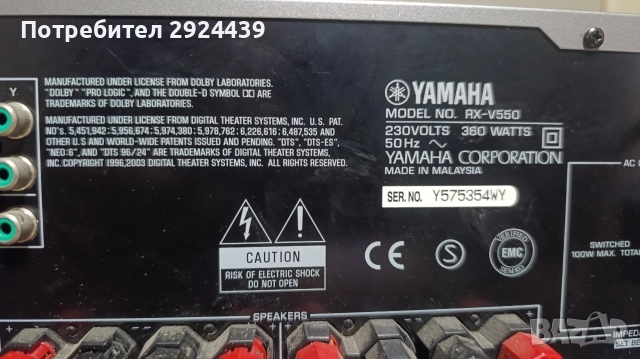 Потребител 2924439
Y
MANUFACTURED UNDER LICENSE FROM DOLBY LABORATORIES.
"DOLBY" "PRO LOGIC", AND THE DOUBLE-D SYMBOL ARE
TRADEMARKS OF DOLBY LABORATORIES.
MANUFACTURED UNDER LICENSE FROM DIGITAL THEATER SYSTEMS, INC. U.S. PAT.
NO's. 5,451,942; 5,956,674; 5,974,380; 5,978,762; 6,226,616; 6,487,535 AND
OTHER U.S AND WORLD-WIDE PATENTS ISSUED AND PENDING. "DTS", "DTS-ES",
"NEO:6", AND "DTS 96/24" ARE TRADEMARKS OF DIGITAL THEATER SYSTEMS,
INC. COPYRIGHT 1996,2003 DIGITAL THEATER SYSTEMS, INC. ALL RIGHTS RESERVED.
YAMAHA
MODEL NO. RX-V550
230VOLTS 360 WATTS
50Hz ~
YAMAHA CORPORATION
MADE IN MALAYSIA
SER.NO. Y575354WY
CAUTION
RISK OF ELECTRIC SHOCK
DO NOT OPEN
CE
S
VERIFIED
EMC
SEMKO
AC
SWITCHED
100W MAX. TOTAL
SPEAKERS